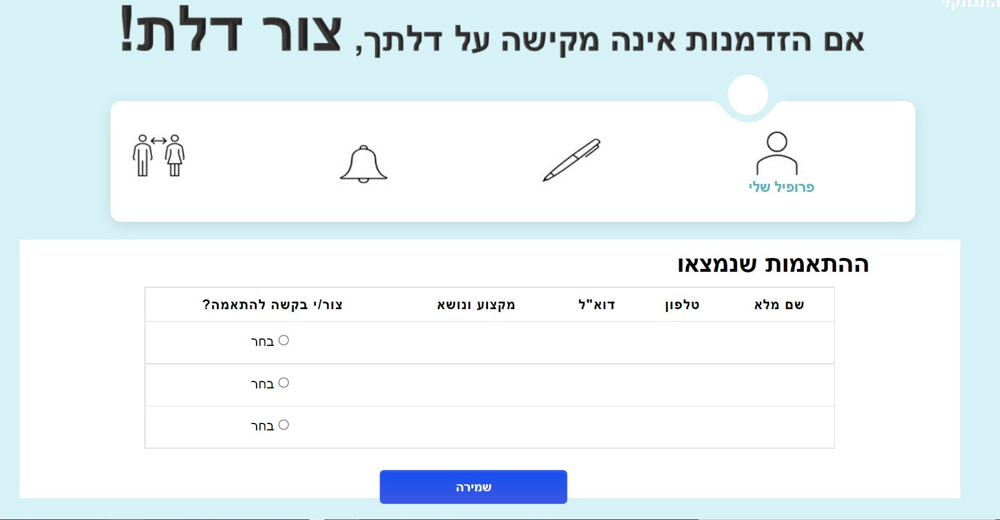 התנתק/י
אם הזדמנות אינה מקישה על דלתך, צור דלת!
פרופיל שלי
ההתאמות שנמצאו
שם מלא טלפון דוא"ל מקצוע ונושא צור/י בקשה להתאמה?
בחר
בחר
בחר
שמירה